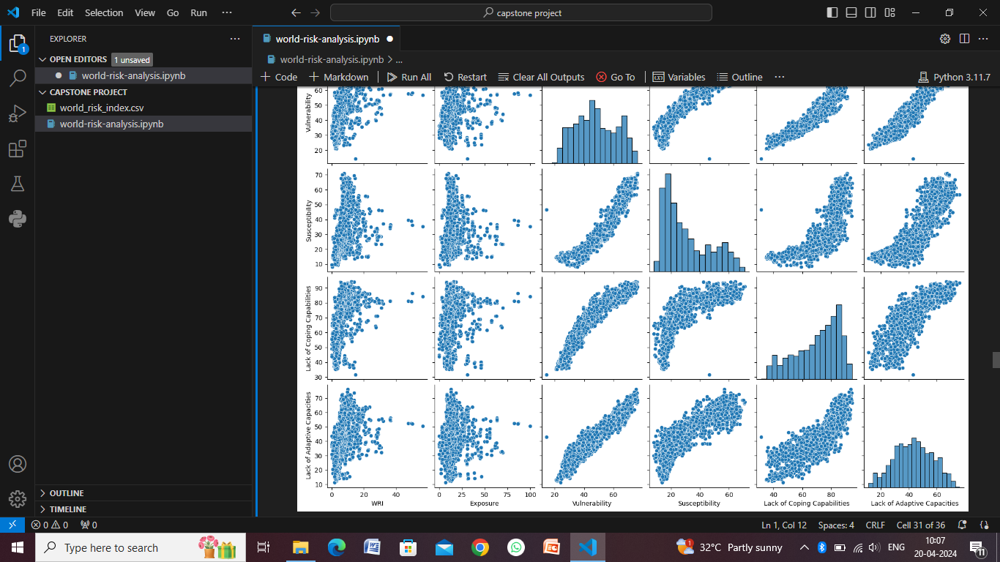 File Edit Selection View Go Run ···
capstone project
EXPLORER ···
OPEN EDITORS 1 unsaved
world-risk-analysis.ipynb
CAPSTONE PROJECT
world_risk_index.csv
world-risk-analysis.ipynb
OUTLINE
TIMELINE
1
world-risk-analysis.ipynb
···
world-risk-analysis.ipynb > ...
+ Code + Markdown Run All Restart Clear All Outputs Go To Variables Outline ··· Python 3.11.7
Vulnerability
60
50
40
30
20
Susceptibility
70
60
50
40
30
20
10
Lack of Coping Capabilities
90
80
70
60
50
40
30
Lack of Adaptive Capacities
70
60
50
40
30
20
10
0 20 40 0 25 50 75 100 20 40 60 20 40 60 40 60 80 20 40 60
WRI Exposure Vulnerability Susceptibility Lack of Coping Capabilities Lack of Adaptive Capacities
0 0 0 Ln 1, Col 12 Spaces: 4 CRLF Cell 31 of 36
Type here to search
W
1
32°C Partly sunny
ENG
10:07
20-04-2024
11